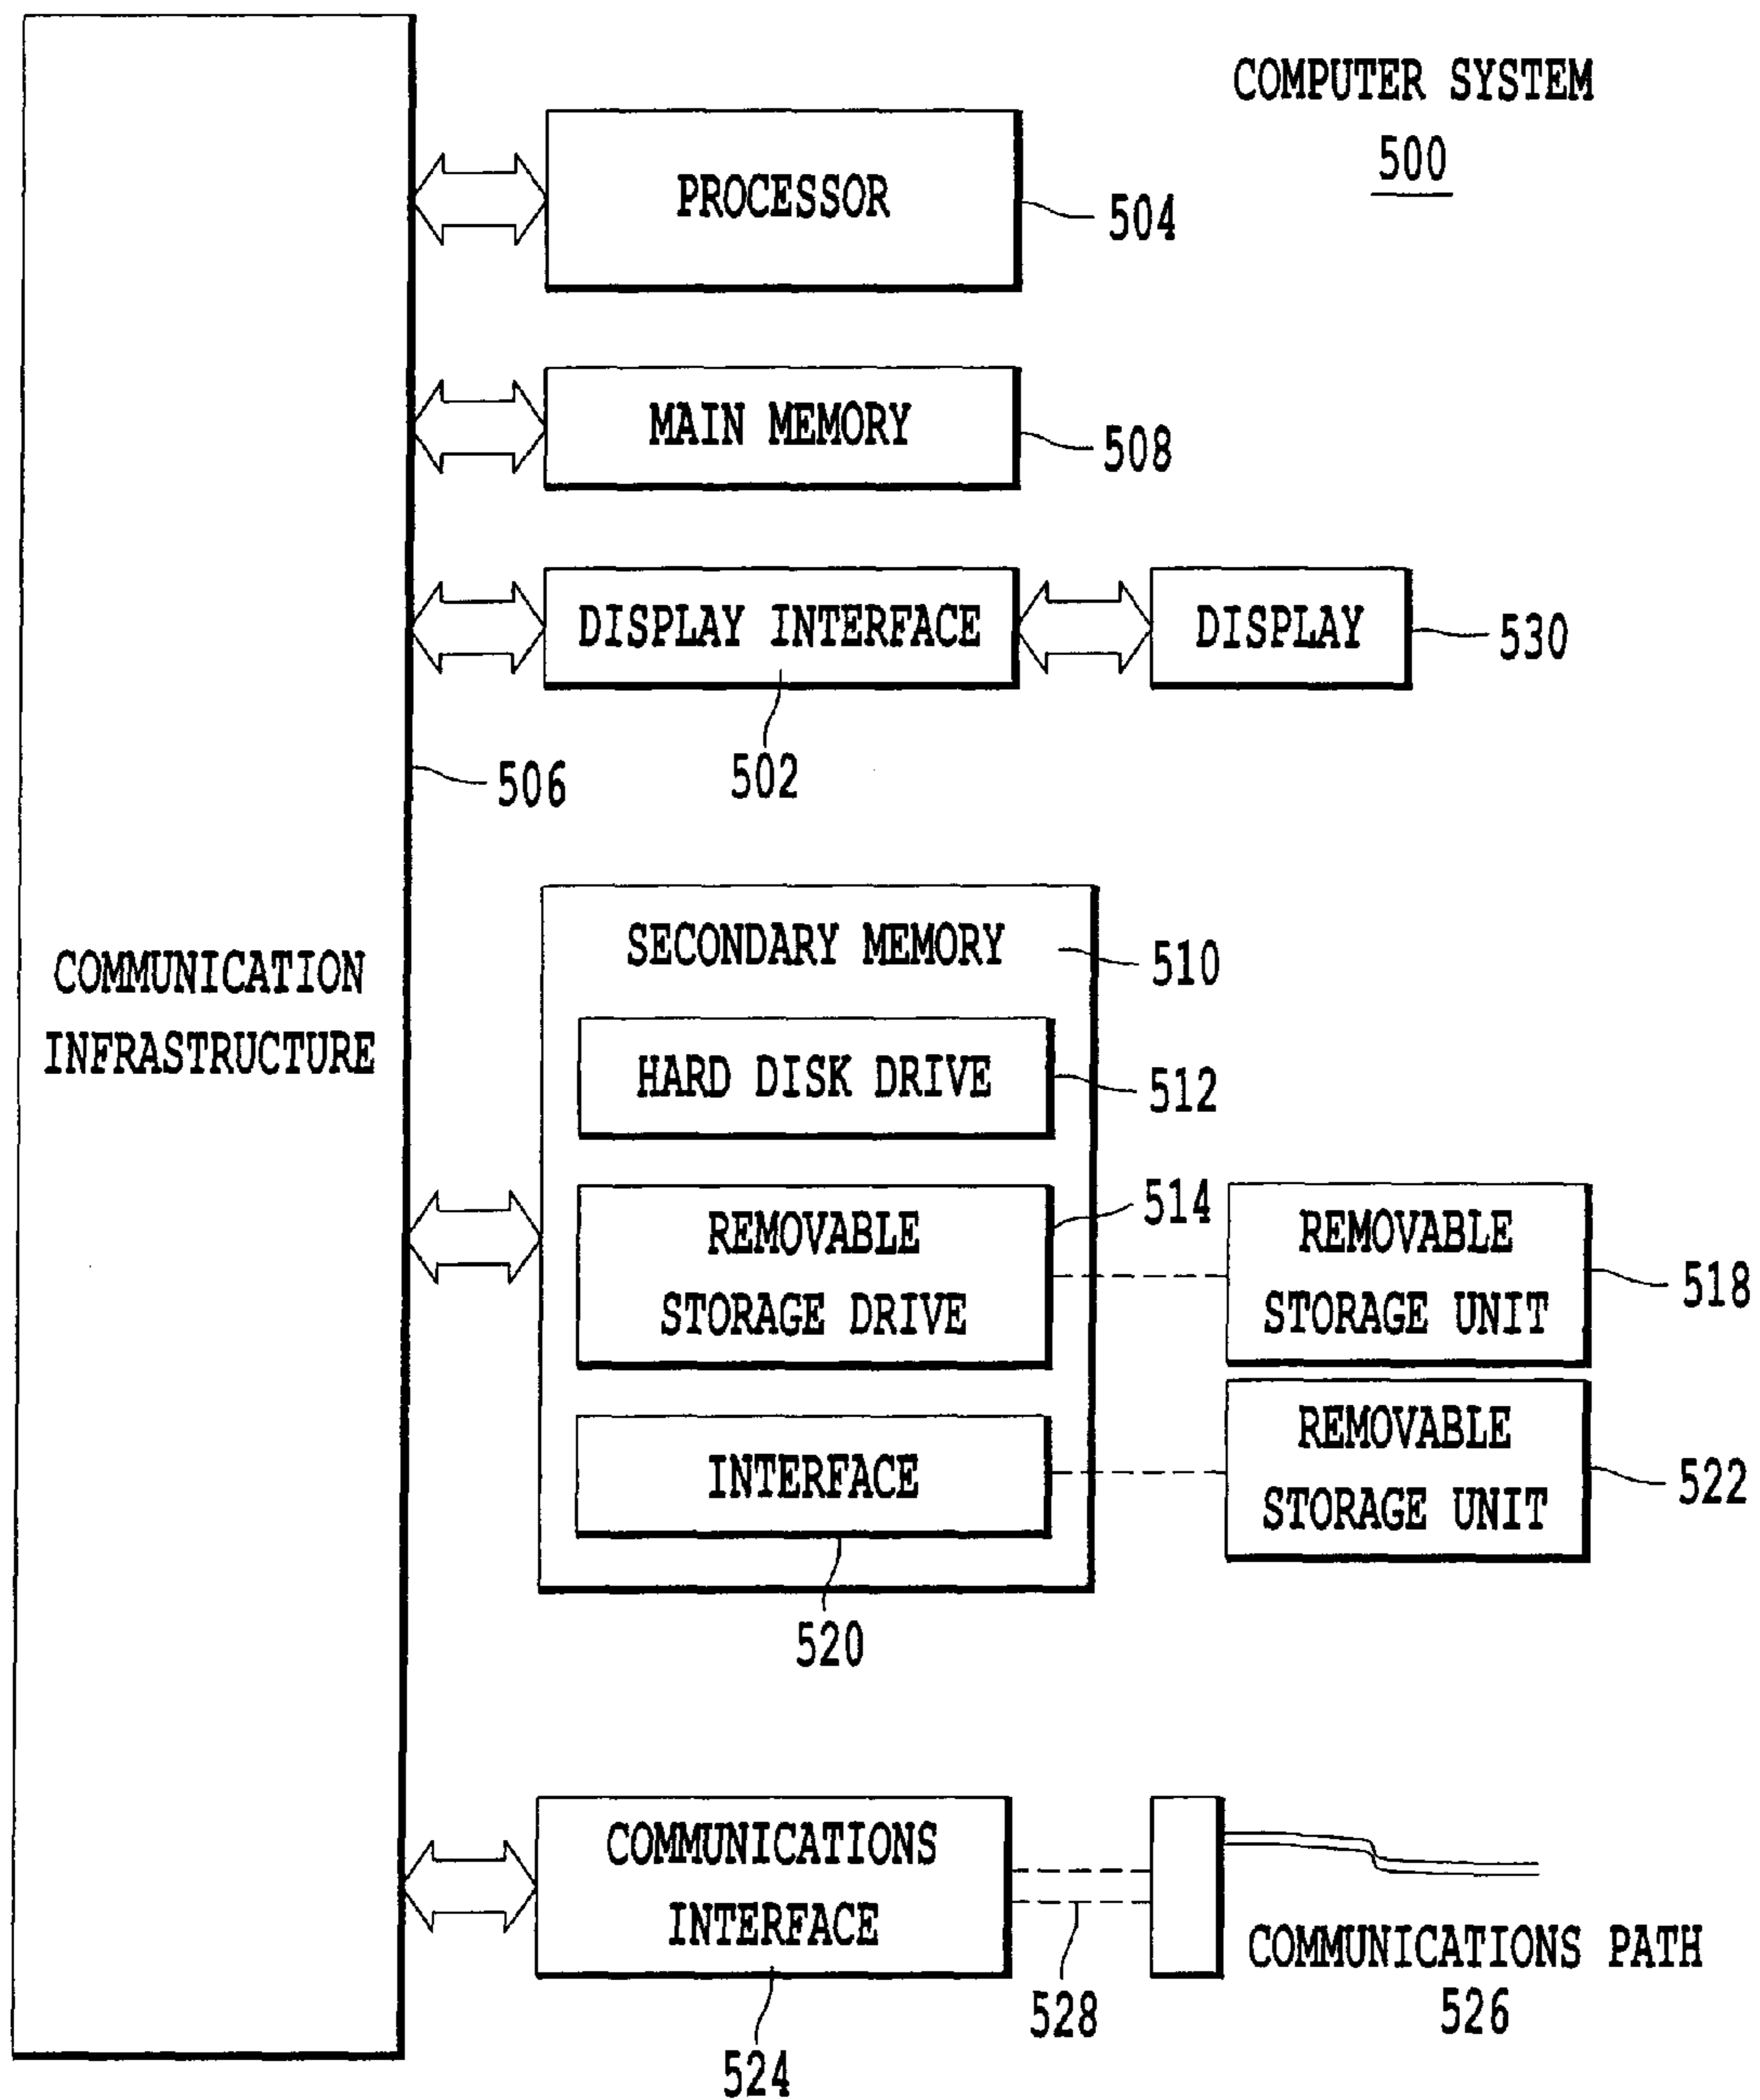 COMPUTER SYSTEM
500
PROCESSOR
504
MAIN MEMORY
508
DISPLAY INTERFACE
502
DISPLAY
530
506
COMMUNICATION
INFRASTRUCTURE
SECONDARY MEMORY
510
HARD DISK DRIVE
512
REMOVABLE
STORAGE DRIVE
514
REMOVABLE
STORAGE UNIT
518
INTERFACE
520
REMOVABLE
STORAGE UNIT
522
COMMUNICATIONS
INTERFACE
524
528
COMMUNICATIONS PATH
526